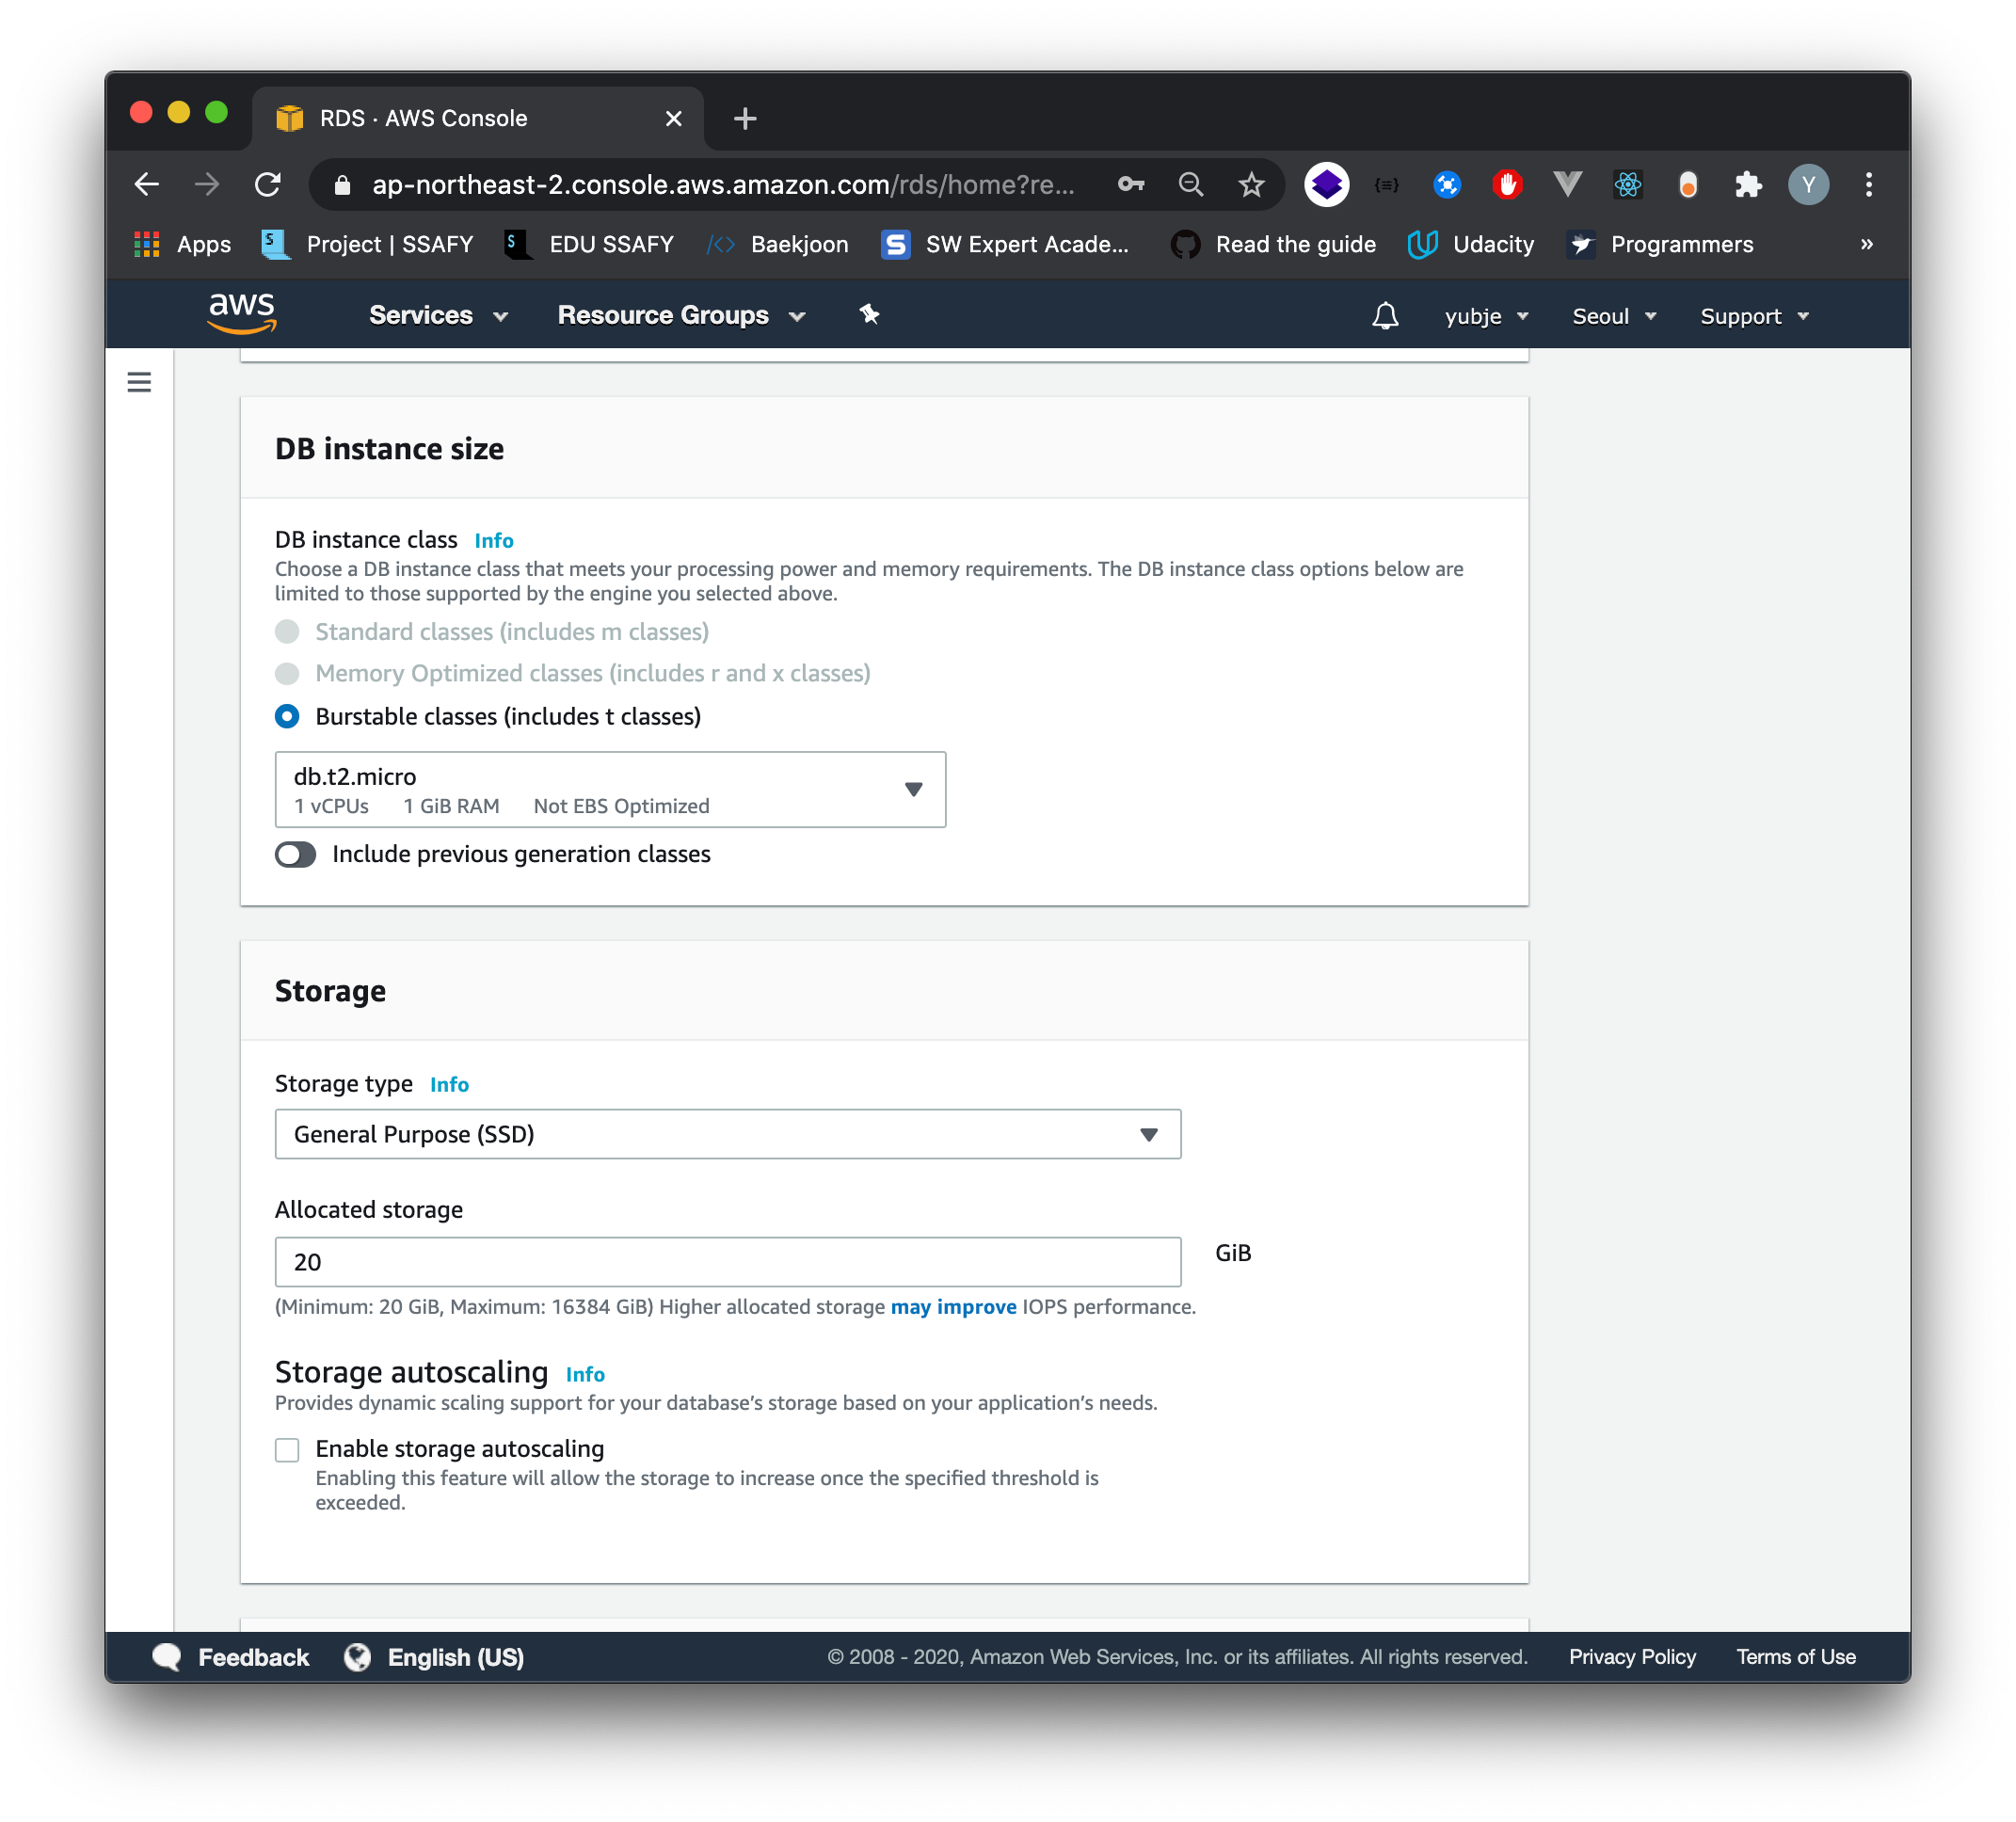 RDS · AWS Console
ap-northeast-2.console.aws.amazon.com/rds/home?re...
Y
Apps
Project | SSAFY
EDU SSAFY
Baekjoon
SW Expert Acade...
Read the guide
Udacity
Programmers
»
aws
Services
Resource Groups
yubje
Seoul
Support
DB instance size
DB instance class Info
Choose a DB instance class that meets your processing power and memory requirements. The DB instance class options below are
limited to those supported by the engine you selected above.
Standard classes (includes m classes)
Memory Optimized classes (includes r and x classes)
Burstable classes (includes t classes)
db.t2.micro
1 vCPUs 1 GiB RAM Not EBS Optimized
Include previous generation classes
Storage
Storage type Info
General Purpose (SSD)
Allocated storage
20 GiB
(Minimum: 20 GiB, Maximum: 16384 GiB) Higher allocated storage may improve IOPS performance.
Storage autoscaling Info
Provides dynamic scaling support for your database’s storage based on your application’s needs.
Enable storage autoscaling
Enabling this feature will allow the storage to increase once the specified threshold is
exceeded.
Feedback
English (US)
© 2008 - 2020, Amazon Web Services, Inc. or its affiliates. All rights reserved.
Privacy Policy
Terms of Use